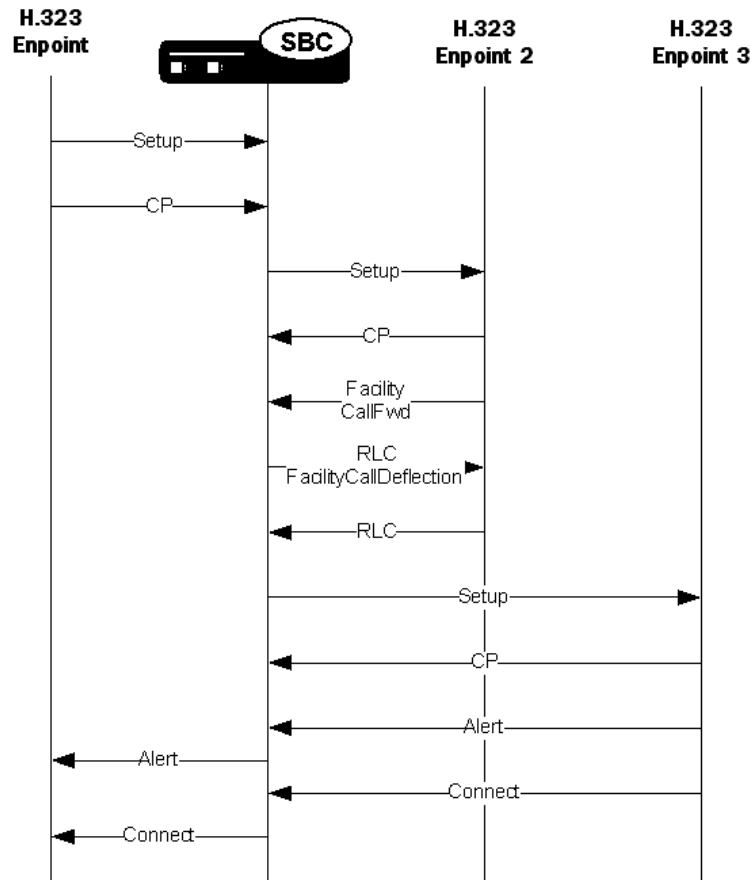 H.323
Enpoint
SBC
H.323
Enpoint 2
H.323
Enpoint 3
Setup
CP
Setup
CP
Facility
CallFwd
RLC
FacilityCallDeflection
RLC
Setup
CP
Alert
Alert
Connect
Connect